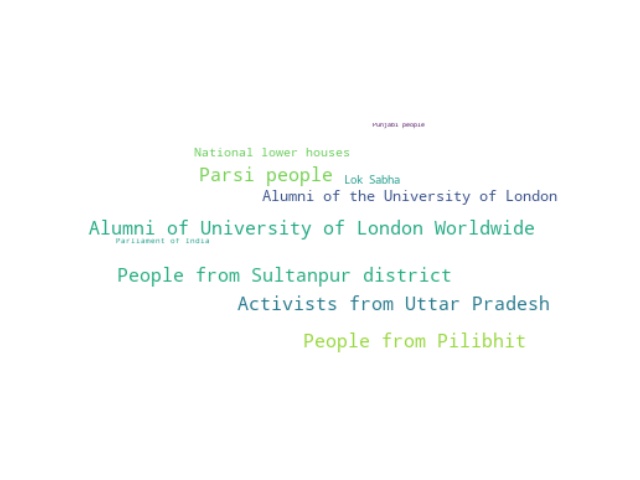 Punjabi people
National lower houses
Parsi people
Lok Sabha
Alumni of the University of London
Alumni of University of London Worldwide
Parliament of India
People from Sultanpur district
Activists from Uttar Pradesh
People from Pilibhit